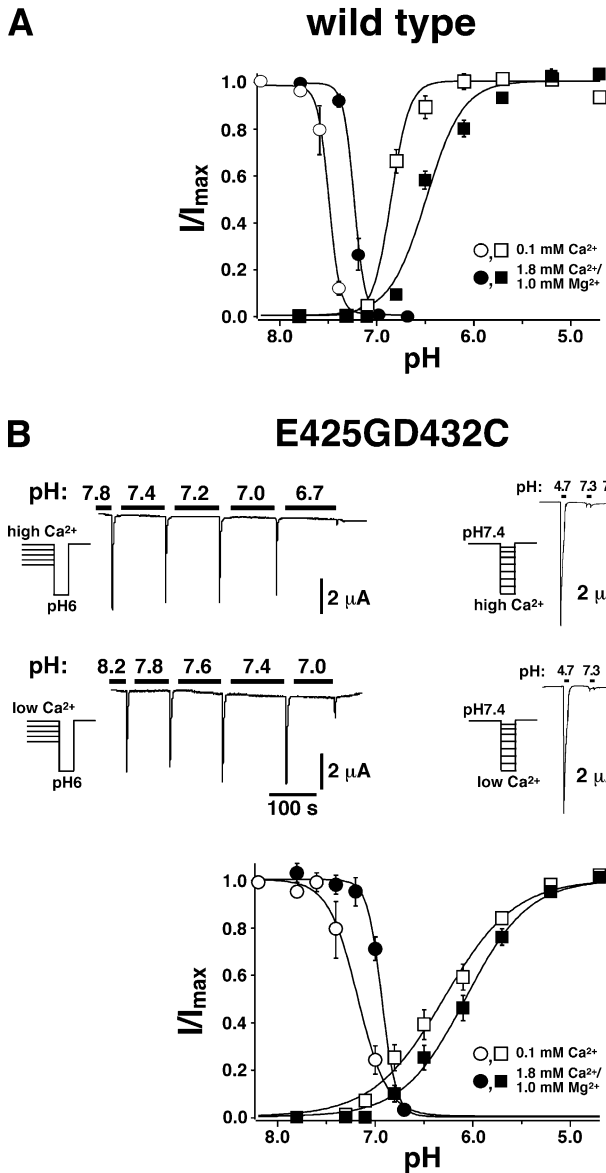 A
wild type
I/Imax
1.0
0.8
0.6
0.4
0.2
0.0
0.1 mM Ca²⁺
1.8 mM Ca²⁺/
1.0 mM Mg²⁺
8.0 7.0 6.0 5.0
pH
B
E425GD432C
pH: 7.8 7.4 7.2 7.0 6.7
high Ca²⁺
pH6
2 µA
pH: 4.7 7.3 7
pH7.4
high Ca²⁺
2 µ
pH: 8.2 7.8 7.6 7.4 7.0
low Ca²⁺
pH6
2 µA
100 s
pH: 4.7 7.3
pH7.4
low Ca²⁺
2 µ
I/Imax
1.0
0.8
0.6
0.4
0.2
0.0
0.1 mM Ca²⁺
1.8 mM Ca²⁺/
1.0 mM Mg²⁺
8.0 7.0 6.0 5.0
pH